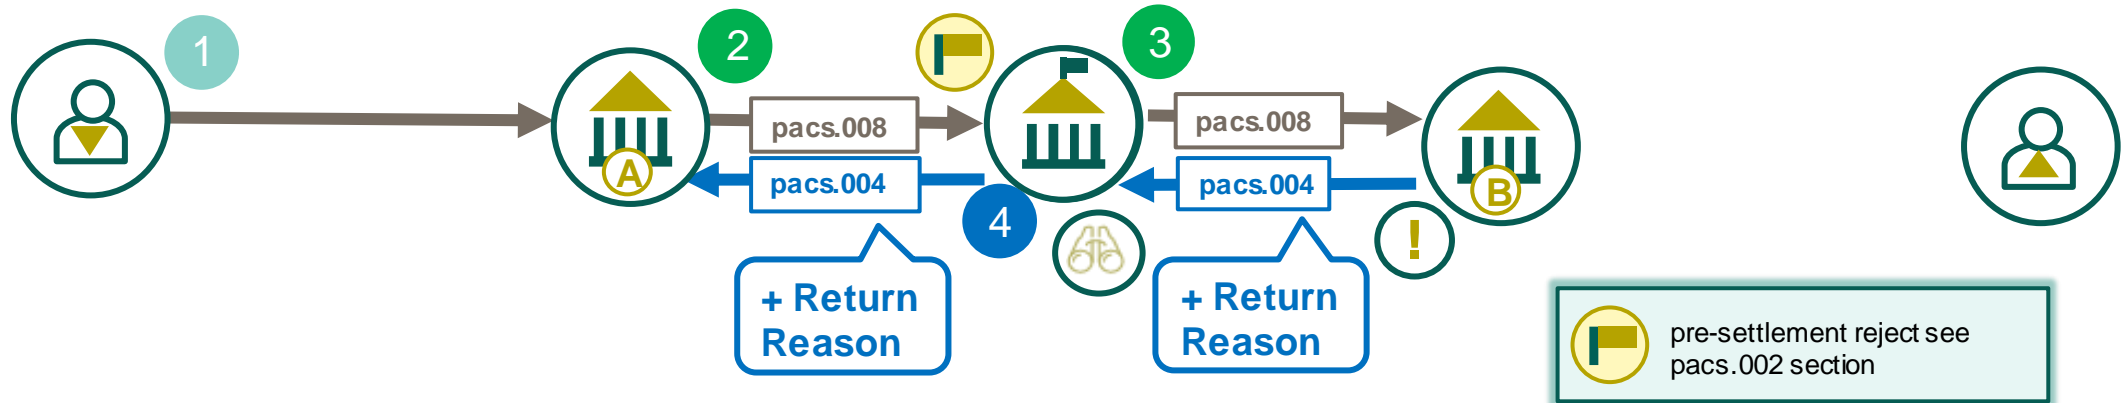 1
2
3
pacs.008
pacs.008
A
pacs.004
4
pacs.004
B
!
+ Return
Reason
+ Return
Reason
pre-settlement reject see
pacs.002 section